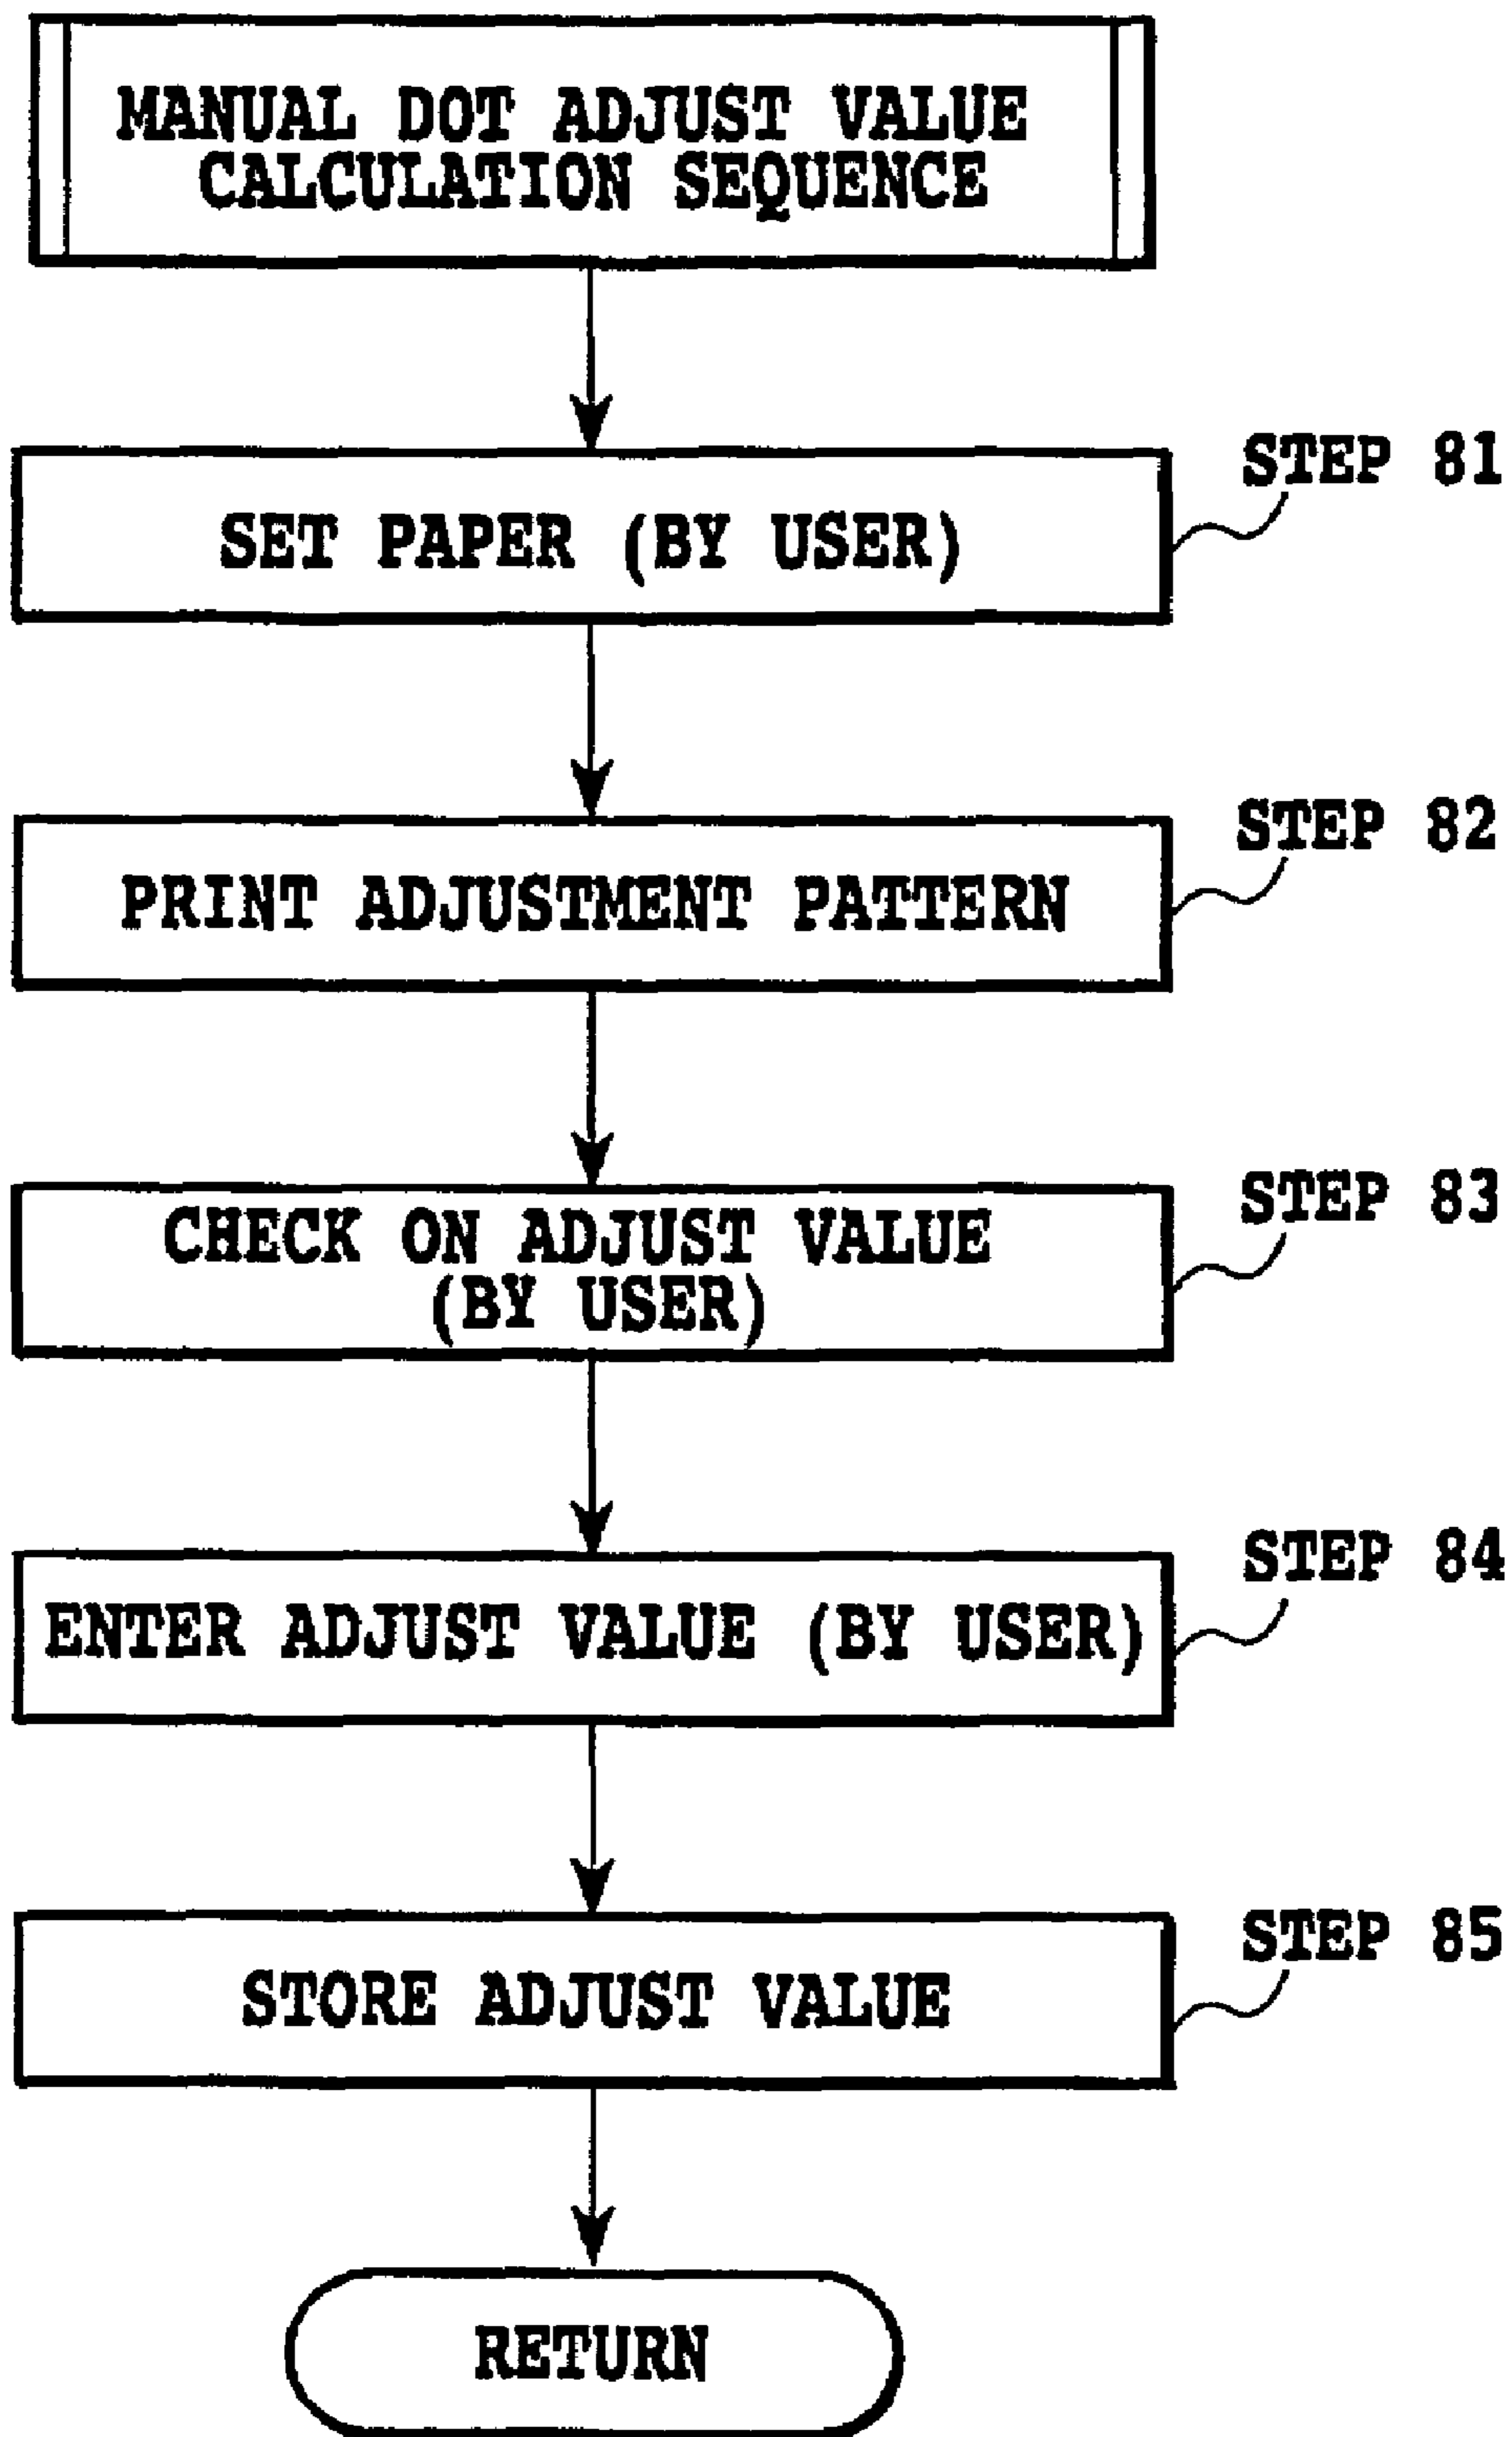 MANUAL DOT ADJUST VALUE
CALCULATION SEQUENCE
STEP 81
SET PAPER (BY USER)
STEP 82
PRINT ADJUSTMENT PATTERN
STEP 83
CHECK ON ADJUST VALUE
(BY USER)
STEP 84
ENTER ADJUST VALUE (BY USER)
STEP 85
STORE ADJUST VALUE
RETURN